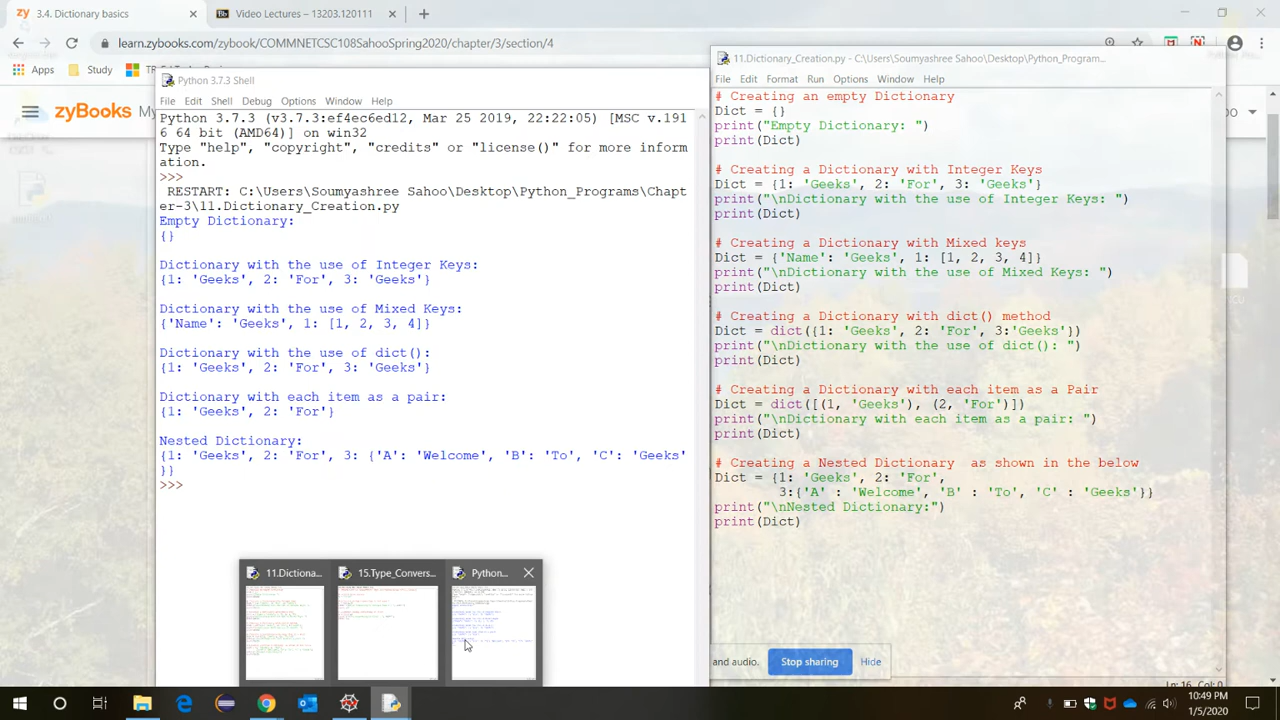 3.4. Dictionary basics
Video Lectures – 13203.120111
learn.zybooks.com/zybook/COMMNETCSC108SahooSpring2020/chapter/3/section/4
Apps
Study
zyBooks
My
Python 3.7.3 Shell
File Edit Shell Debug Options Window Help
Python 3.7.3 (v3.7.3:ef4ec6ed12, Mar 25 2019, 22:22:05) [MSC v.191
6 64 bit (AMD64)] on win32
Type "help", "copyright", "credits" or "license()" for more inform
ation.
>>>
RESTART: C:\Users\Soumyashree Sahoo\Desktop\Python_Programs\Chapt
er-3\11.Dictionary_Creation.py
Empty Dictionary:
{}
Dictionary with the use of Integer Keys:
{1: 'Geeks', 2: 'For', 3: 'Geeks'}
Dictionary with the use of Mixed Keys:
{'Name': 'Geeks', 1: [1, 2, 3, 4]}
Dictionary with the use of dict():
{1: 'Geeks', 2: 'For', 3: 'Geeks'}
Dictionary with each item as a pair:
{1: 'Geeks', 2: 'For'}
Nested Dictionary:
{1: 'Geeks', 2: 'For', 3: {'A': 'Welcome', 'B': 'To', 'C': 'Geeks'
}}
>>>
11.Dictionary_Creation.py - C:\Users\Soumyashree Sahoo\Desktop\Python_Program...
File Edit Format Run Options Window Help
# Creating an empty Dictionary
Dict = {}
print("Empty Dictionary: ")
print(Dict)
# Creating a Dictionary with Integer Keys
Dict = {1: 'Geeks', 2: 'For', 3: 'Geeks'}
print("\nDictionary with the use of Integer Keys: ")
print(Dict)
# Creating a Dictionary with Mixed keys
Dict = {'Name': 'Geeks', 1: [1, 2, 3, 4]}
print("\nDictionary with the use of Mixed Keys: ")
print(Dict)
# Creating a Dictionary with dict() method
Dict = dict({1: 'Geeks', 2: 'For', 3:'Geeks'})
print("\nDictionary with the use of dict(): ")
print(Dict)
# Creating a Dictionary with each item as a Pair
Dict = dict([(1, 'Geeks'), (2, 'For')])
print("\nDictionary with each item as a pair: ")
print(Dict)
# Creating a Nested Dictionary  as shown in the below
Dict = {1: 'Geeks', 2: 'For',
3:{'A' : 'Welcome', 'B' : 'To', 'C' : 'Geeks'}}
print("\nNested Dictionary:")
print(Dict)
11.Dictiona...
15.Type_Convers...
Python...
and audio.
Stop sharing
Hide
Ln: 16 Col: 0
10:49 PM
1/5/2020